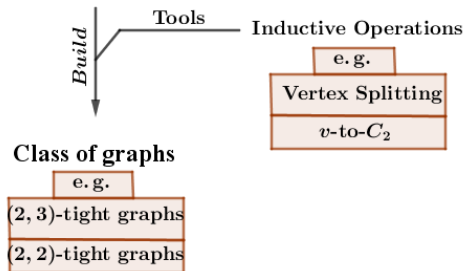 Tools
Build
Inductive Operations
e.g.
Vertex Splitting
v-to-C₂
Class of graphs
e.g.
(2, 3)-tight graphs
(2, 2)-tight graphs